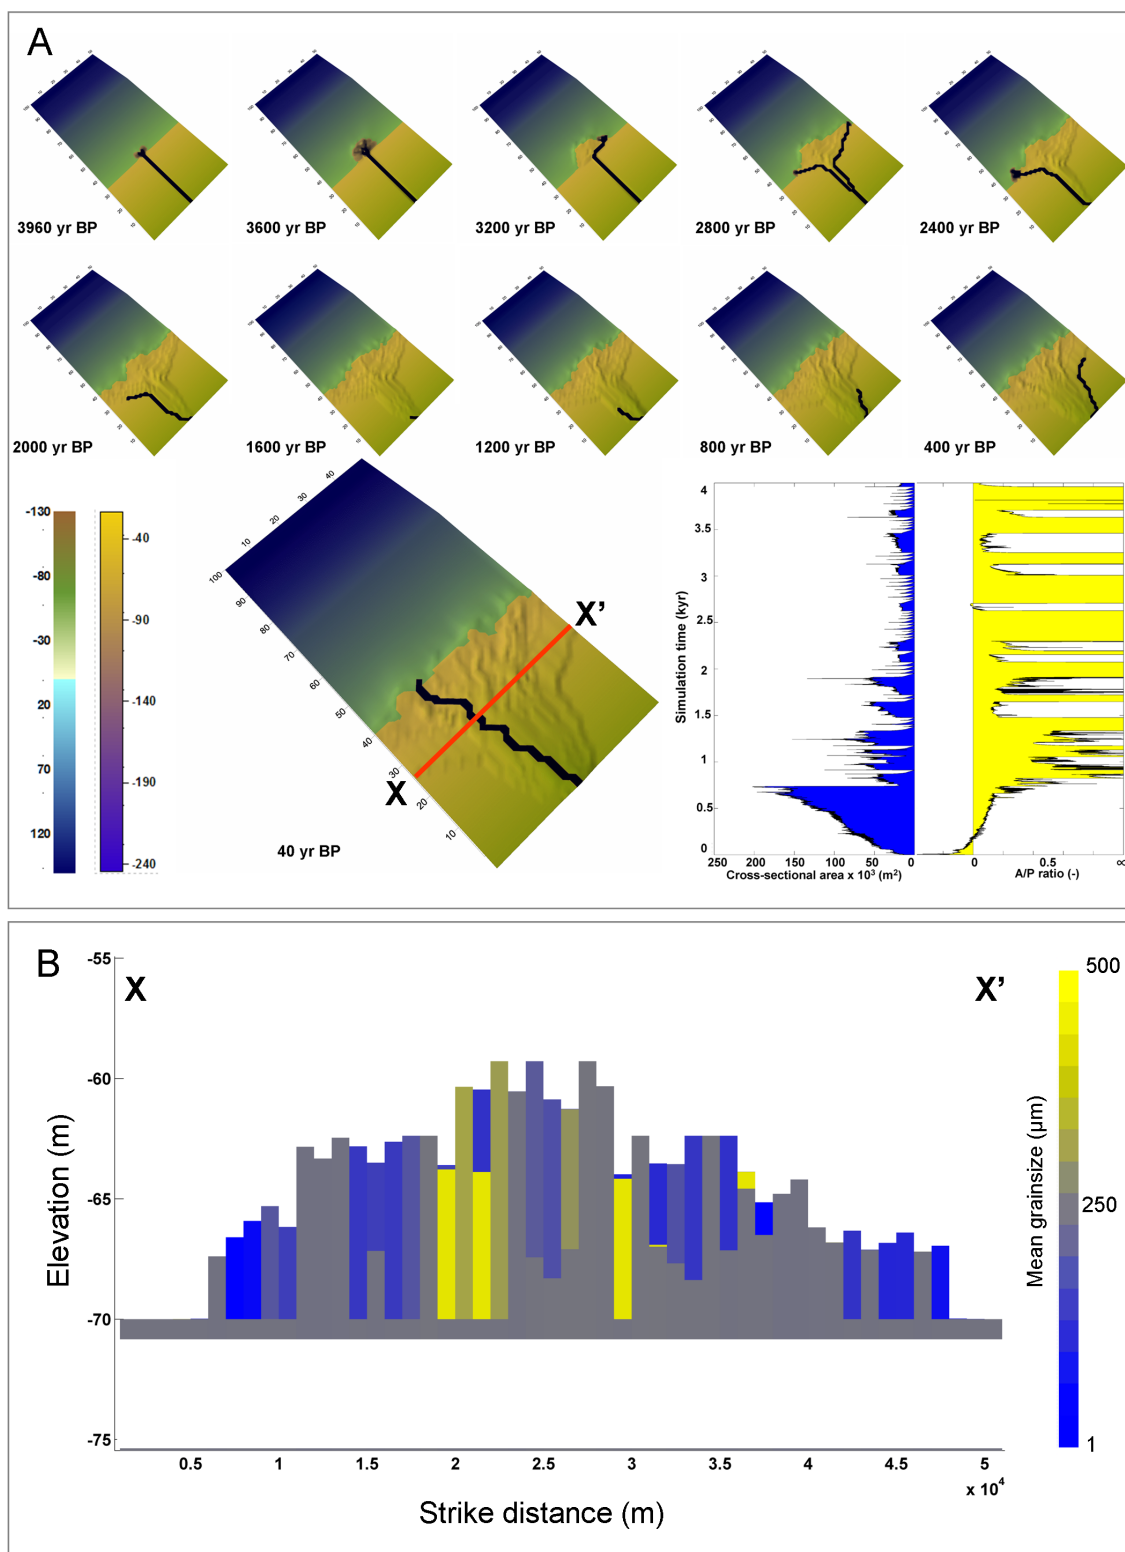 A
3960 yr BP
3600 yr BP
3200 yr BP
2800 yr BP
2400 yr BP
2000 yr BP
1600 yr BP
1200 yr BP
800 yr BP
400 yr BP
-130
-80
-30
20
70
120
-40
-90
-140
-190
-240
40
30
20
10
100
90
80
70
60
50
40
30
20
10
X
X’
40 yr BP
4
3.5
3
2.5
2
1.5
1
0.5
0
Simulation time (kyr)
250 200 150 100 50 0
Cross-sectional area x 10³ (m²)
0 0.5 ∞
A/P ratio (-)
B
X
X’
-55
-60
-65
-70
-75
Elevation (m)
0.5 1 1.5 2 2.5 3 3.5 4 4.5 5
x 10⁴
Strike distance (m)
500
250
1
Mean grainsize (µm)